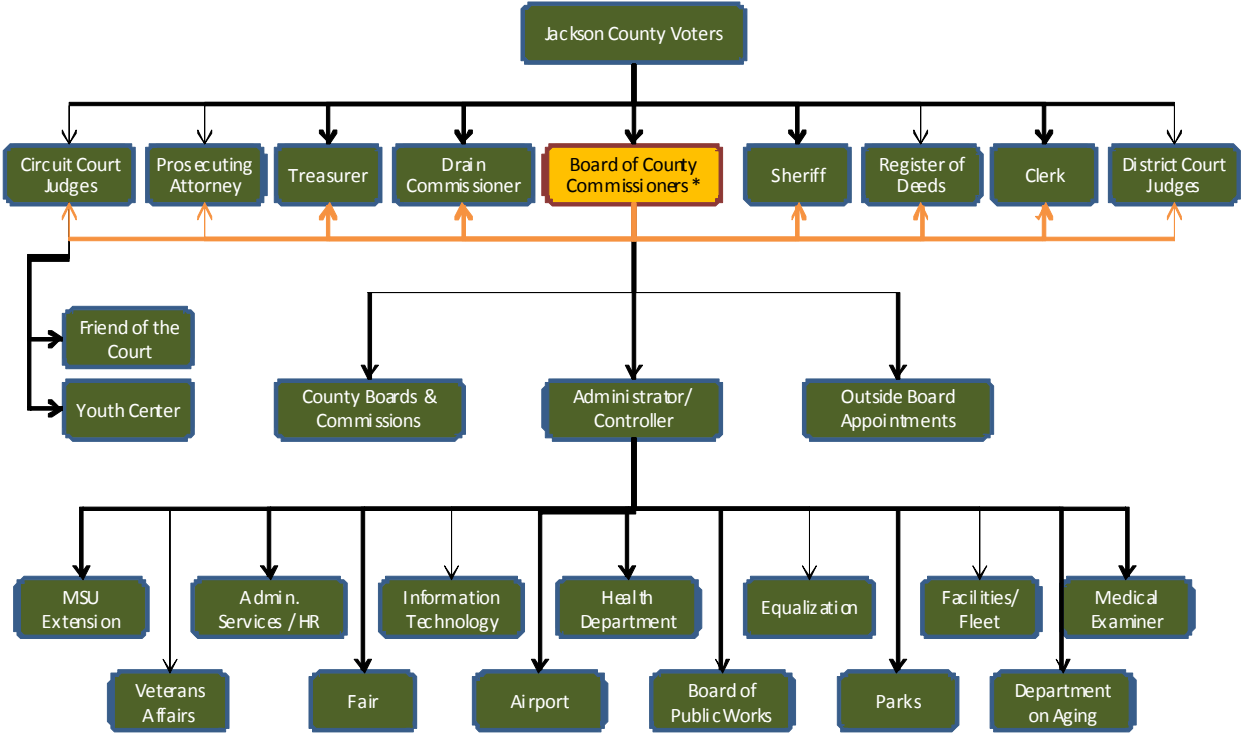 Jackson County Voters
Circuit Court
Judges
Prosecuting
Attorney
Treasurer
Drain
Commissioner
Board of County
Commissioners *
Sheriff
Register of
Deeds
Clerk
District Court
Judges
Friend of the
Court
Youth Center
County Boards &
Commissions
Administrator/
Controller
Outside Board
Appointments
MSU
Extension
Admin.
Services / HR
Information
Technology
Health
Department
Equalization
Facilities/
Fleet
Medical
Examiner
Veterans
Affairs
Fair
Airport
Board of
Public Works
Parks
Department
on Aging